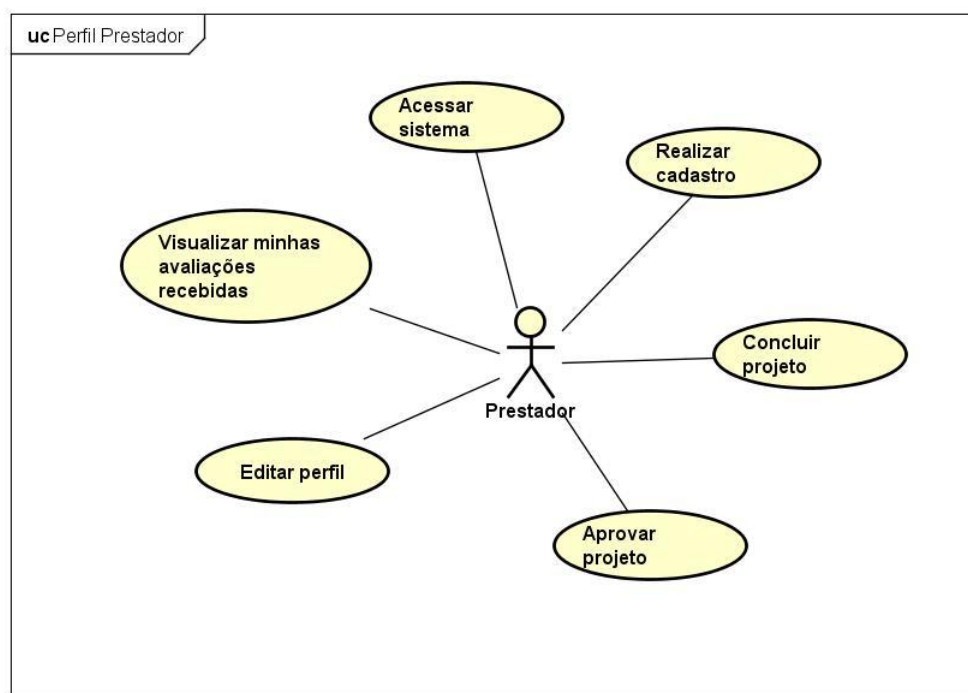 uc Perfil Prestador
Acessar
sistema
Realizar
cadastro
Visualizar minhas
avaliações
recebidas
Concluir
projeto
Prestador
Editar perfil
Aprovar
projeto